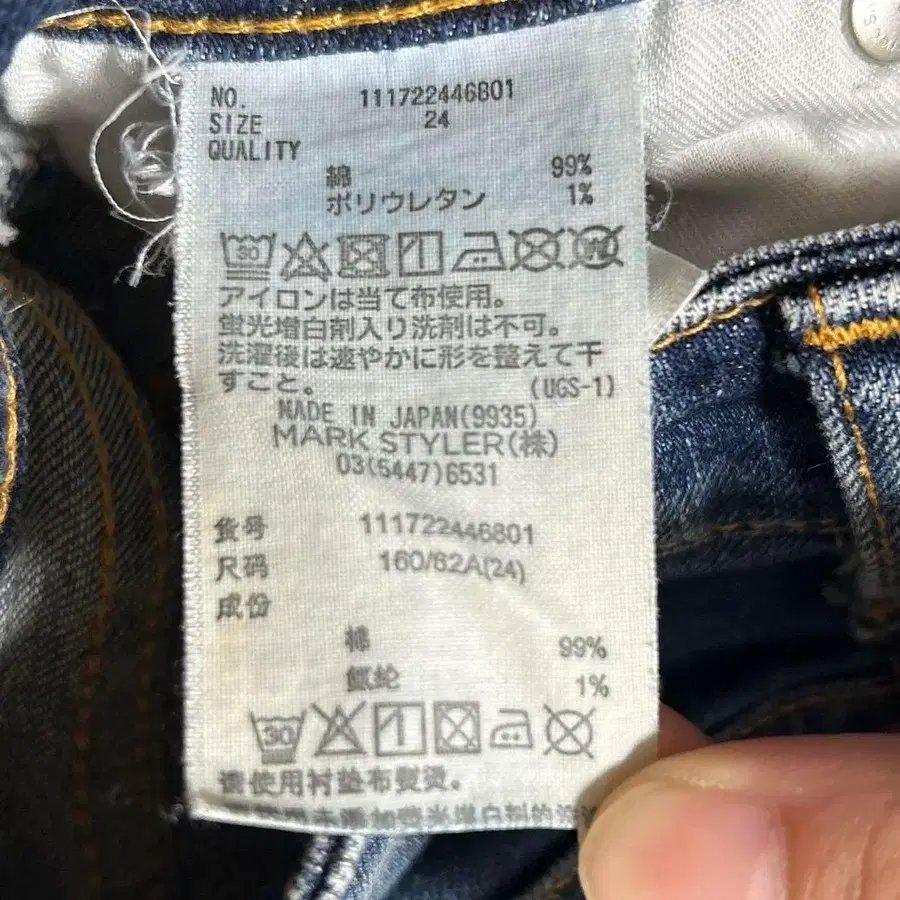 NO. 111722446801
SIZE 24
QUALITY
綿 99%
ポリウレタン 1%
30
アイロンは当て布使用。
蛍光増白剤入り洗剤は不可。
洗濯後は速やかに形を整えて干
すこと。 (UGS-1)
MADE IN JAPAN(9935)
MARK STYLER(株)
03(5447)6531
货号 111722446801
尺码 160/62A(24)
成份
棉 99%
氨纶 1%
30
请使用衬垫布熨烫。
增白剂的